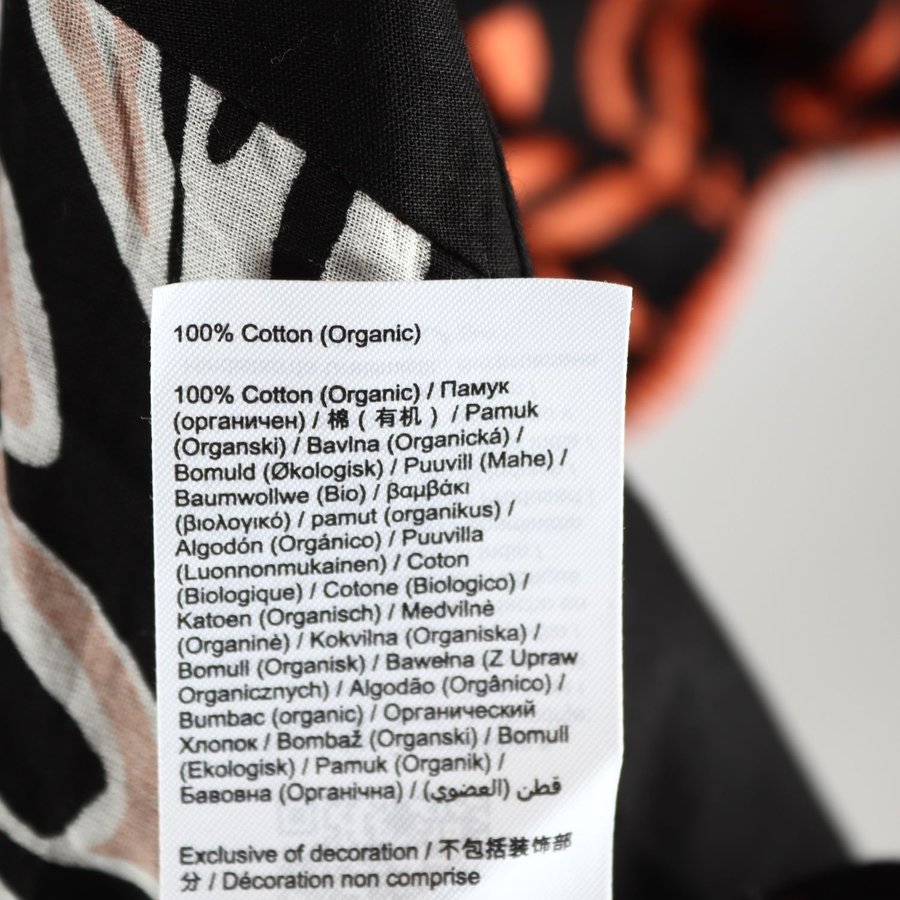 100% Cotton (Organic)
100% Cotton (Organic) / Памук
(органичен) / 棉 ( 有机 ) / Pamuk
(Organski) / Bavlna (Organická) /
Bomuld (Økologisk) / Puuvill (Mahe) /
Baumwollwe (Bio) / βαμβάκι
(βιολογικό) / pamut (organikus) /
Algodón (Orgánico) / Puuvilla
(Luonnonmukainen) / Coton
(Biologique) / Cotone (Biologico) /
Katoen (Organisch) / Medvilnė
(Organinė) / Kokvilna (Organiska) /
Bomull (Organisk) / Bawełna (Z Upraw
Organicznych) / Algodão (Orgânico) /
Bumbac (organic) / Органический
Хлопок / Bombaž (Organski) / Bomull
(Ekologisk) / Pamuk (Organik) /
Бавовна (Органічна) / قطن (العضوي)
Exclusive of decoration / 不包括装饰部
分 / Décoration non comprise